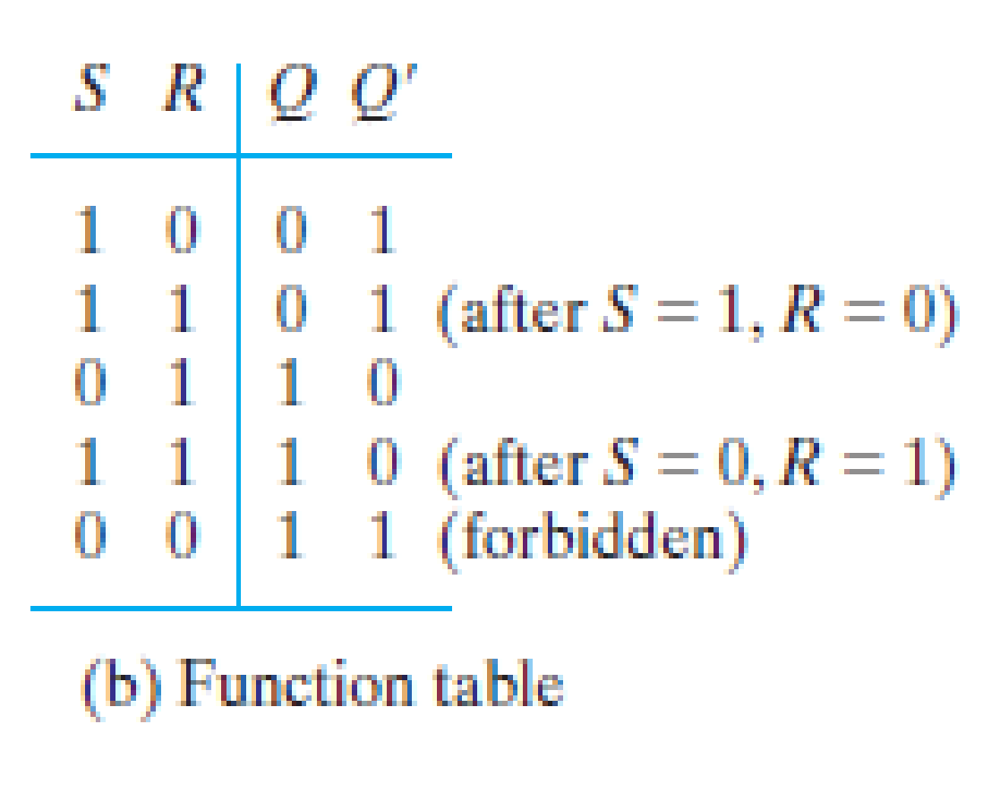 S R Q Q′
1 0 0 1
1 1 0 1 (after S = 1, R = 0)
0 1 1 0
1 1 1 0 (after S = 0, R = 1)
0 0 1 1 (forbidden)
(b) Function table